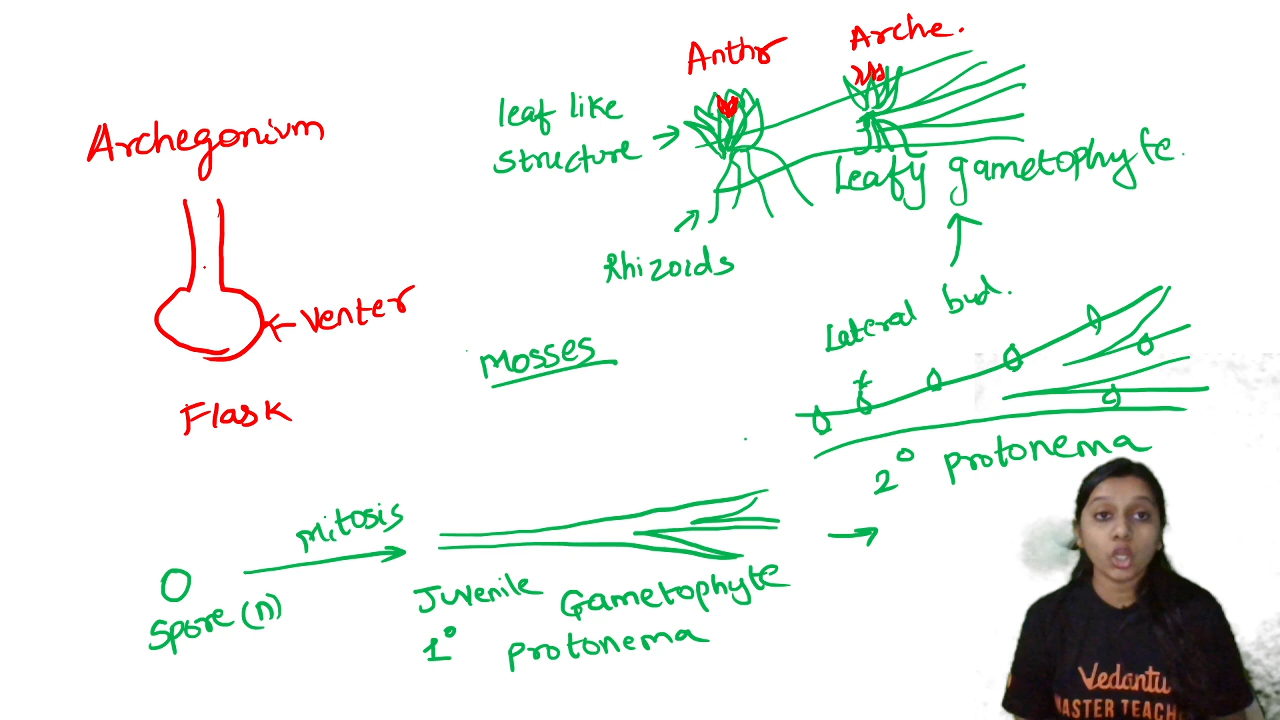 Anthr
Arche.
leaf like
structure
Archegonium
Leafy gametophyte.
Rhizoids
Venter
Lateral bud.
Mosses
Flask
2° protonema
Mitosis
Spore (n)
Juvenile Gametophyte
1° protonema
Vedantu
MASTER TEACH